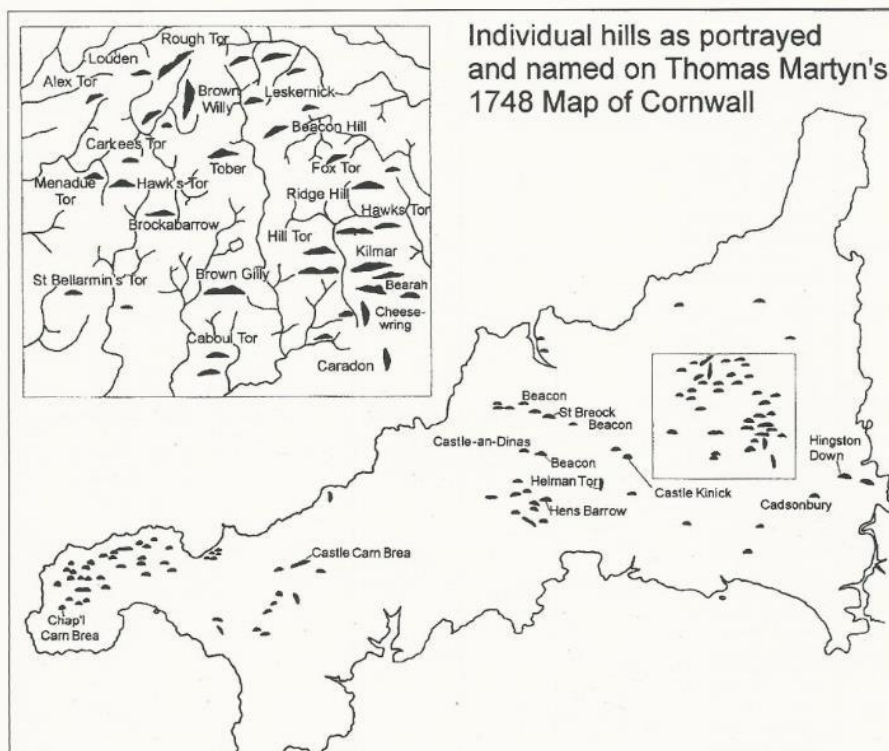 Individual hills as portrayed
and named on Thomas Martyn's
1748 Map of Cornwall
Rough Tor
Louden
Alex Tor
Brown
Willy
Leskernick
Beacon Hill
Carkee's Tor
Tober
Fox Tor
Menadue
Tor
Hawk's Tor
Ridge Hill
Brockabarrow
Hawks Tor
Hill Tor
Kilmar
St Bellarmin's Tor
Brown Gilly
Bearah
Cheese-
wring
Caboul Tor
Caradon
Beacon
St Breock
Beacon
Castle-an-Dinas
Beacon
Helman Tor
Hens Barrow
Castle Kinick
Hingston
Down
Cadsonbury
Castle Carn Brea
Chap'l
Carn Brea